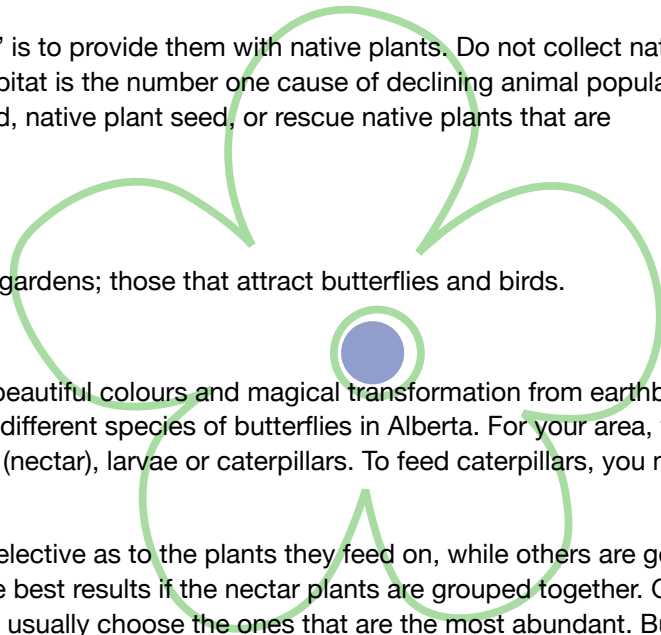 ’ is to provide them with native plants. Do not collect nat
bitat is the number one cause of declining animal popula
d, native plant seed, or rescue native plants that are
gardens; those that attract butterflies and birds.
beautiful colours and magical transformation from earthb
different species of butterflies in Alberta. For your area,
(nectar), larvae or caterpillars. To feed caterpillars, you
elective as to the plants they feed on, while others are ge
e best results if the nectar plants are grouped together.
usually choose the ones that are the most abundant. Bu